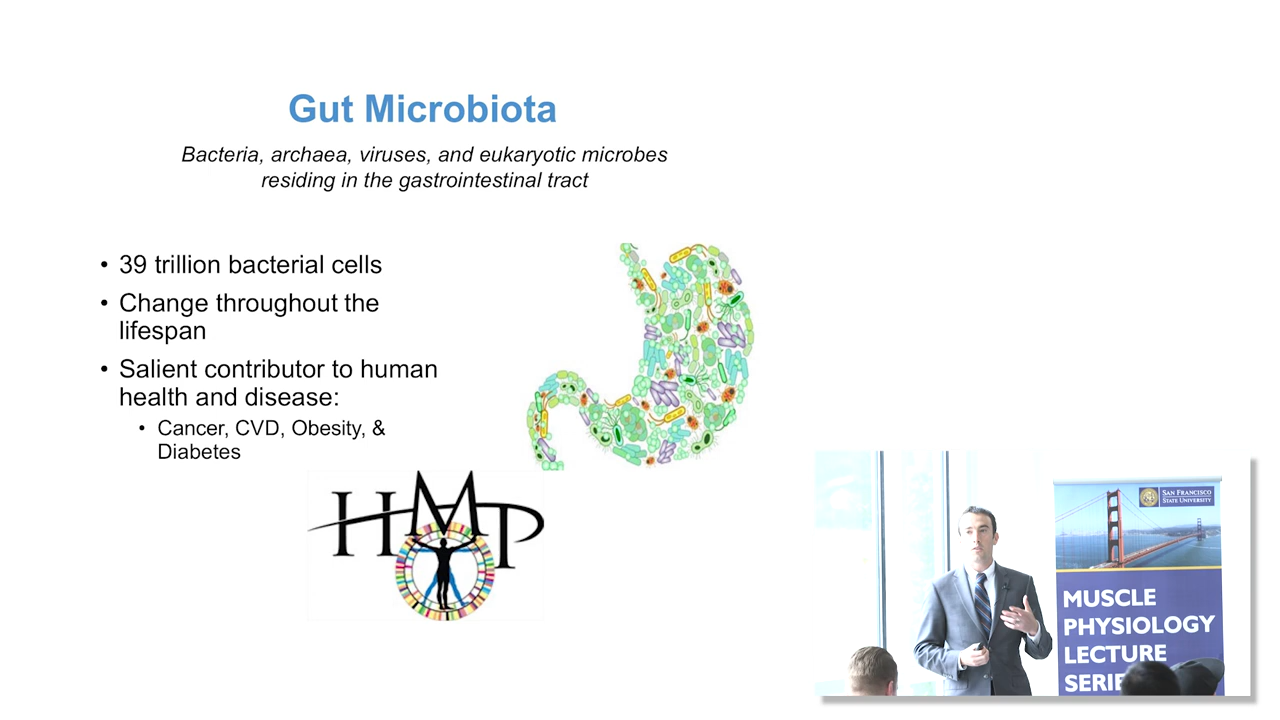 Gut Microbiota
Bacteria, archaea, viruses, and eukaryotic microbes
residing in the gastrointestinal tract
• 39 trillion bacterial cells
• Change throughout the
lifespan
• Salient contributor to human
health and disease:
• Cancer, CVD, Obesity, &
Diabetes
HMP
SAN FRANCISCO
STATE UNIVERSITY
MUSCLE
PHYSIOLOGY
LECTURE